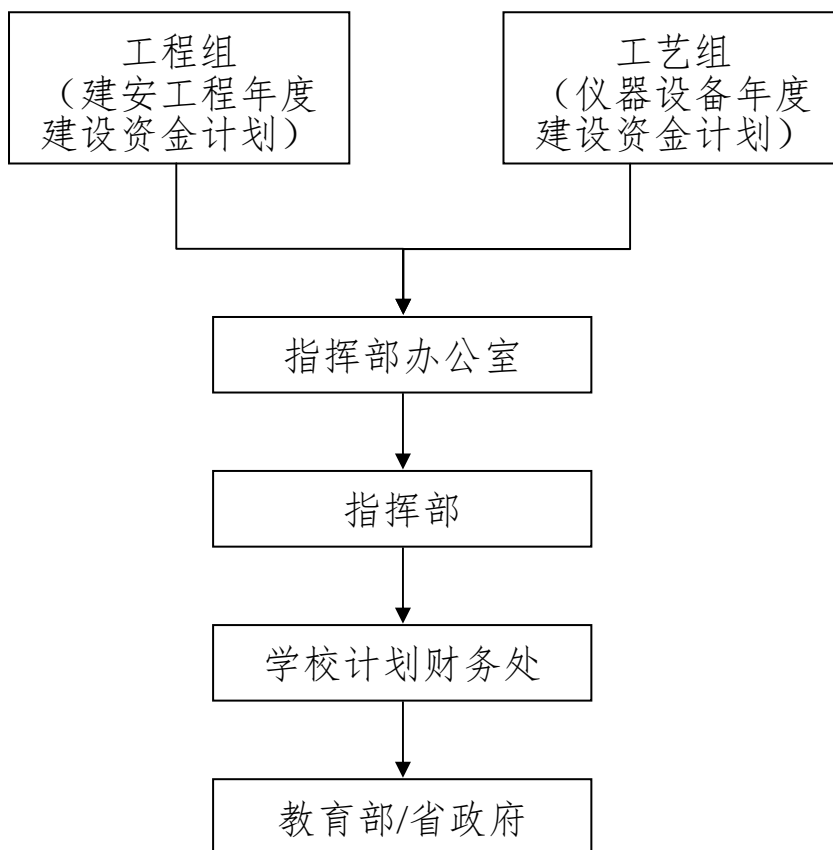 工程组
（建安工程年度
建设资金计划）
工艺组
（仪器设备年度
建设资金计划）
指挥部办公室
指挥部
学校计划财务处
教育部/省政府